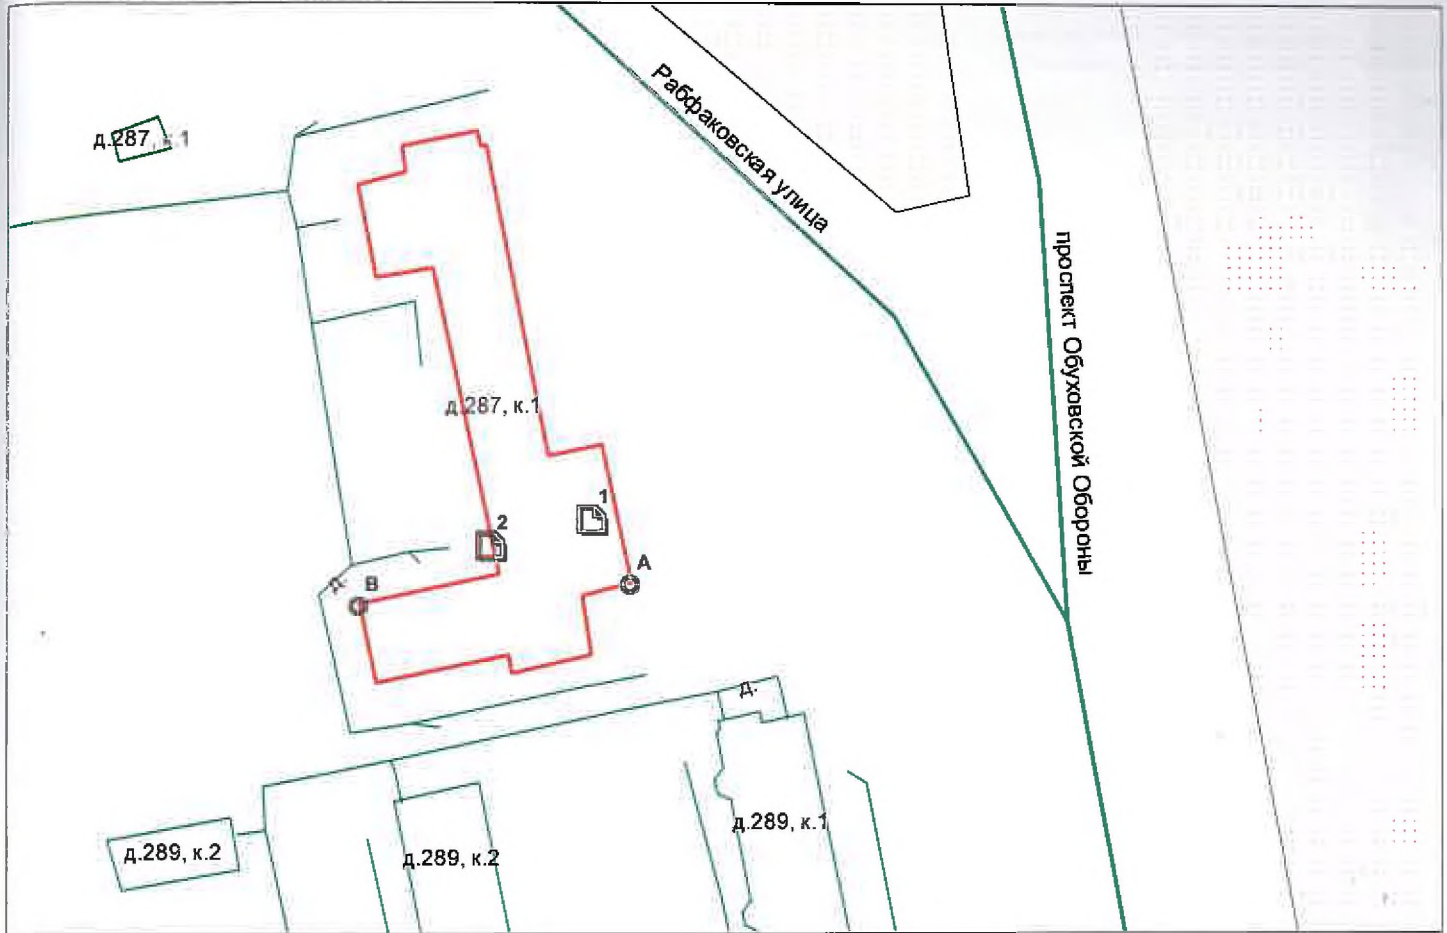 Рабфаковская улица
д.287, к.1
проспект Обуховской Обороны
д.287, к.1
1
2
А
В
д.
д.289, к.1
д.289, к.2
д.289, к.2